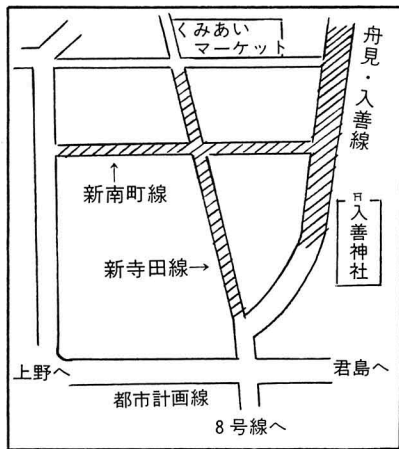 くみあい
マーケット
舟見・入善線
新南町線
⛩入善神社
新寺田線→
上野へ
君島へ
都市計画線
8号線へ